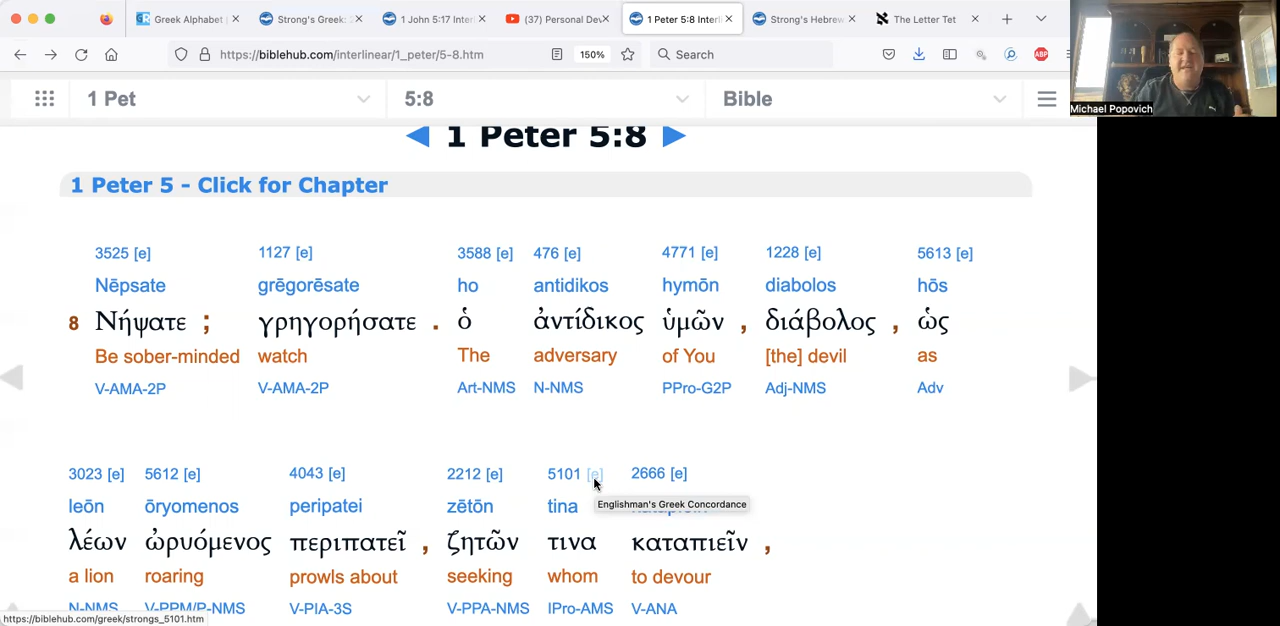 Greek Alphabet
Strong's Greek:
1 John 5:17 Inter
(37) Personal Dev
1 Peter 5:8 Interli
Strong's Hebrew
The Letter Tet
https://biblehub.com/interlinear/1_peter/5-8.htm
150%
Search
ABP
1 Pet
5:8
Bible
Michael Popovich
1 Peter 5:8
1 Peter 5 - Click for Chapter
3525 [e] 1127 [e] 3588 [e] 476 [e] 4771 [e] 1228 [e] 5613 [e]
Nēpsate grēgorēsate ho antidikos hymōn diabolos hōs
8 Νήψατε ; γρηγορήσατε . ὁ ἀντίδικος ὑμῶν , διάβολος , ὡς
Be sober-minded watch The adversary of You [the] devil as
V-AMA-2P V-AMA-2P Art-NMS N-NMS PPro-G2P Adj-NMS Adv
3023 [e] 5612 [e] 4043 [e] 2212 [e] 5101 [e] 2666 [e]
leōn ōryomenos peripatei zētōn tina
Englishman's Greek Concordance
λέων ὠρυόμενος περιπατεῖ , ζητῶν τινα καταπιεῖν ,
a lion roaring prowls about seeking whom to devour
N-NMS V-PPM/P-NMS V-PIA-3S V-PPA-NMS IPro-AMS V-ANA
https://biblehub.com/greek/strongs_5101.htm